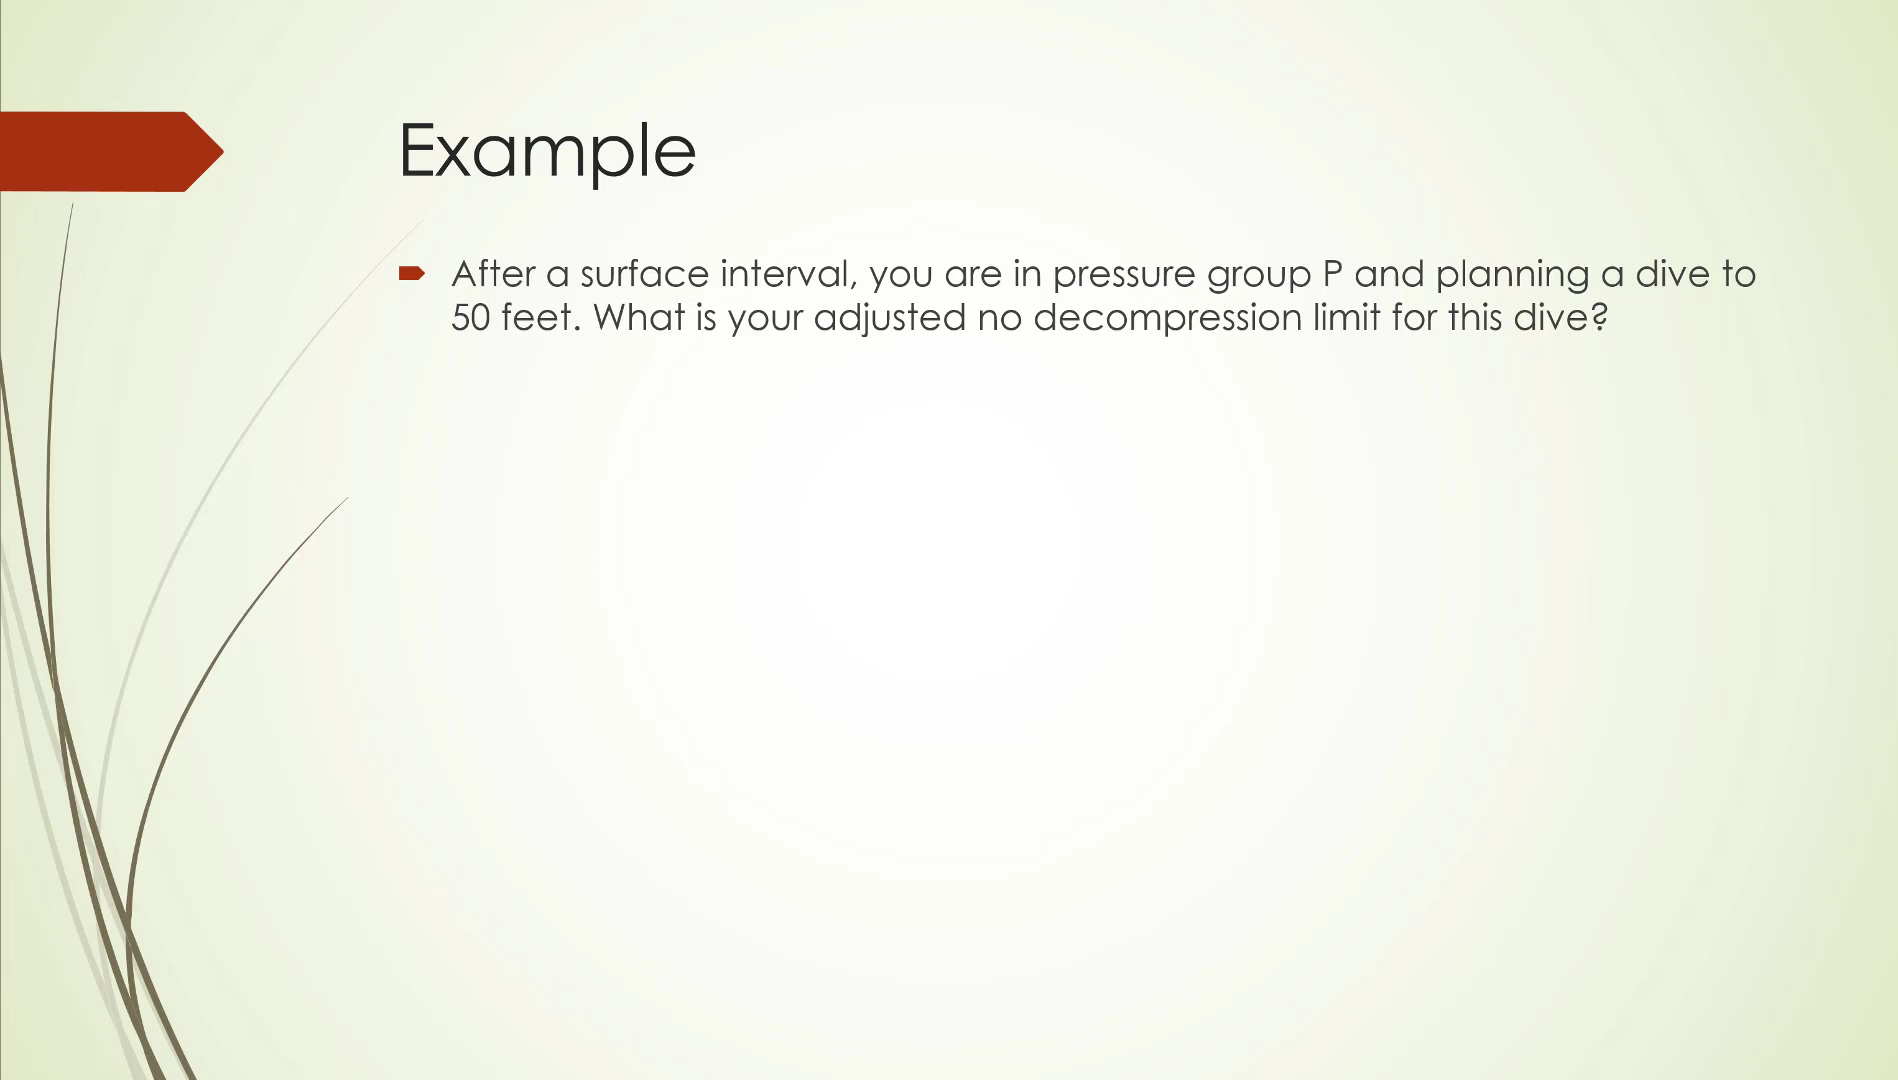 Example
After a surface interval, you are in pressure group P and planning a dive to
50 feet. What is your adjusted no decompression limit for this dive?